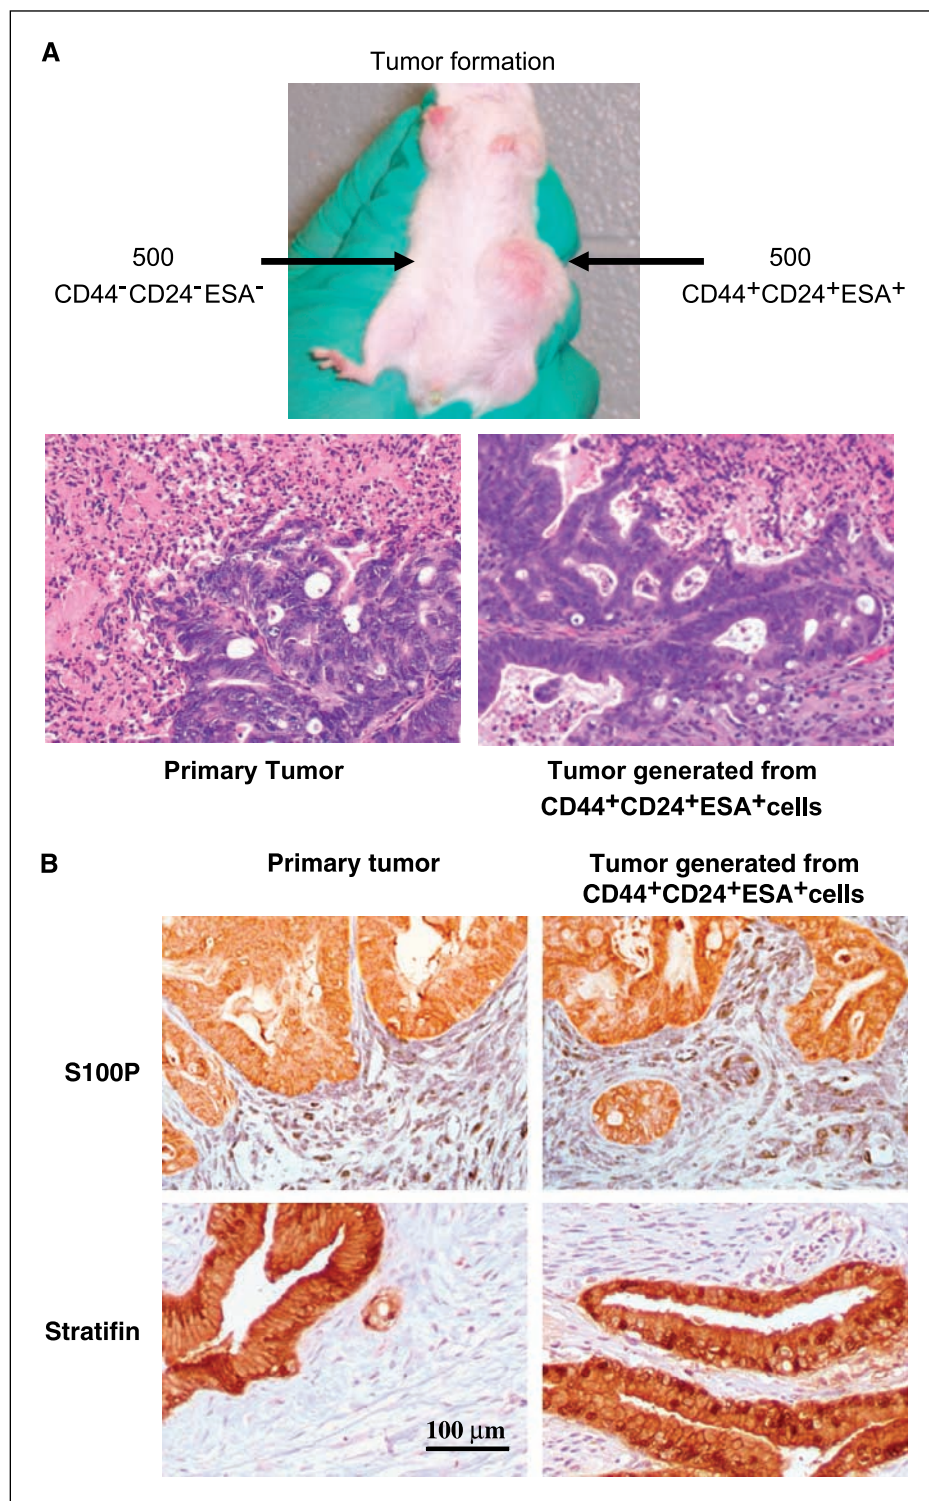 A
Tumor formation
500
CD44⁻CD24⁻ESA⁻
500
CD44⁺CD24⁺ESA⁺
Primary Tumor
Tumor generated from
CD44⁺CD24⁺ESA⁺cells
B
Primary tumor
Tumor generated from
CD44⁺CD24⁺ESA⁺cells
S100P
Stratifin
100 μm